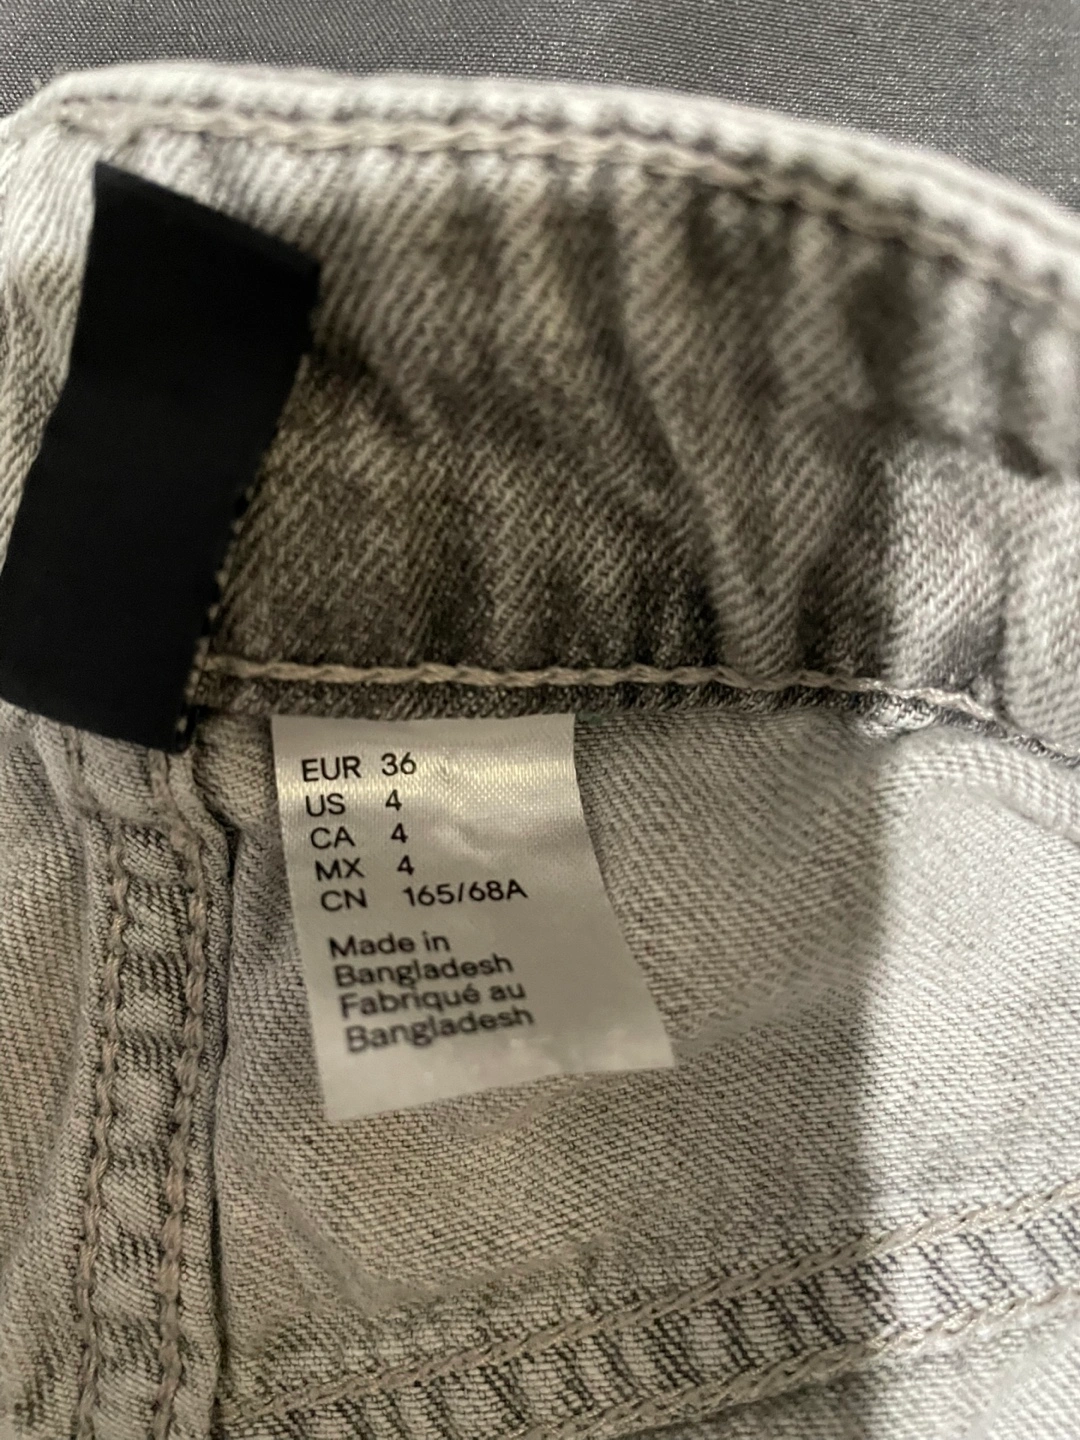 EUR 36
US 4
CA 4
MX 4
CN 165/68A
Made in
Bangladesh
Fabriqué au
Bangladesh